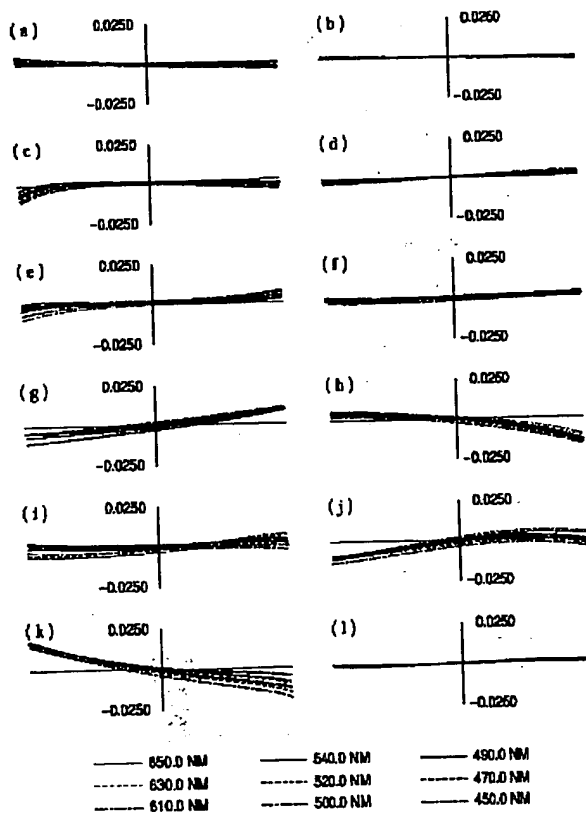 (a) 0.0250
-0.0250
(b) 0.0260
-0.0250
(c) 0.0250
-0.0250
(d) 0.0250
-0.0250
(e) 0.0250
-0.0250
(f) 0.0250
-0.0250
(g) 0.0250
-0.0250
(h) 0.0260
-0.0250
(i) 0.0250
-0.0250
(j) 0.0250
-0.0250
(k) 0.0250
-0.0250
(l) 0.0250
-0.0250
650.0 NM
540.0 NM
490.0 NM
630.0 NM
520.0 NM
470.0 NM
610.0 NM
500.0 NM
450.0 NM